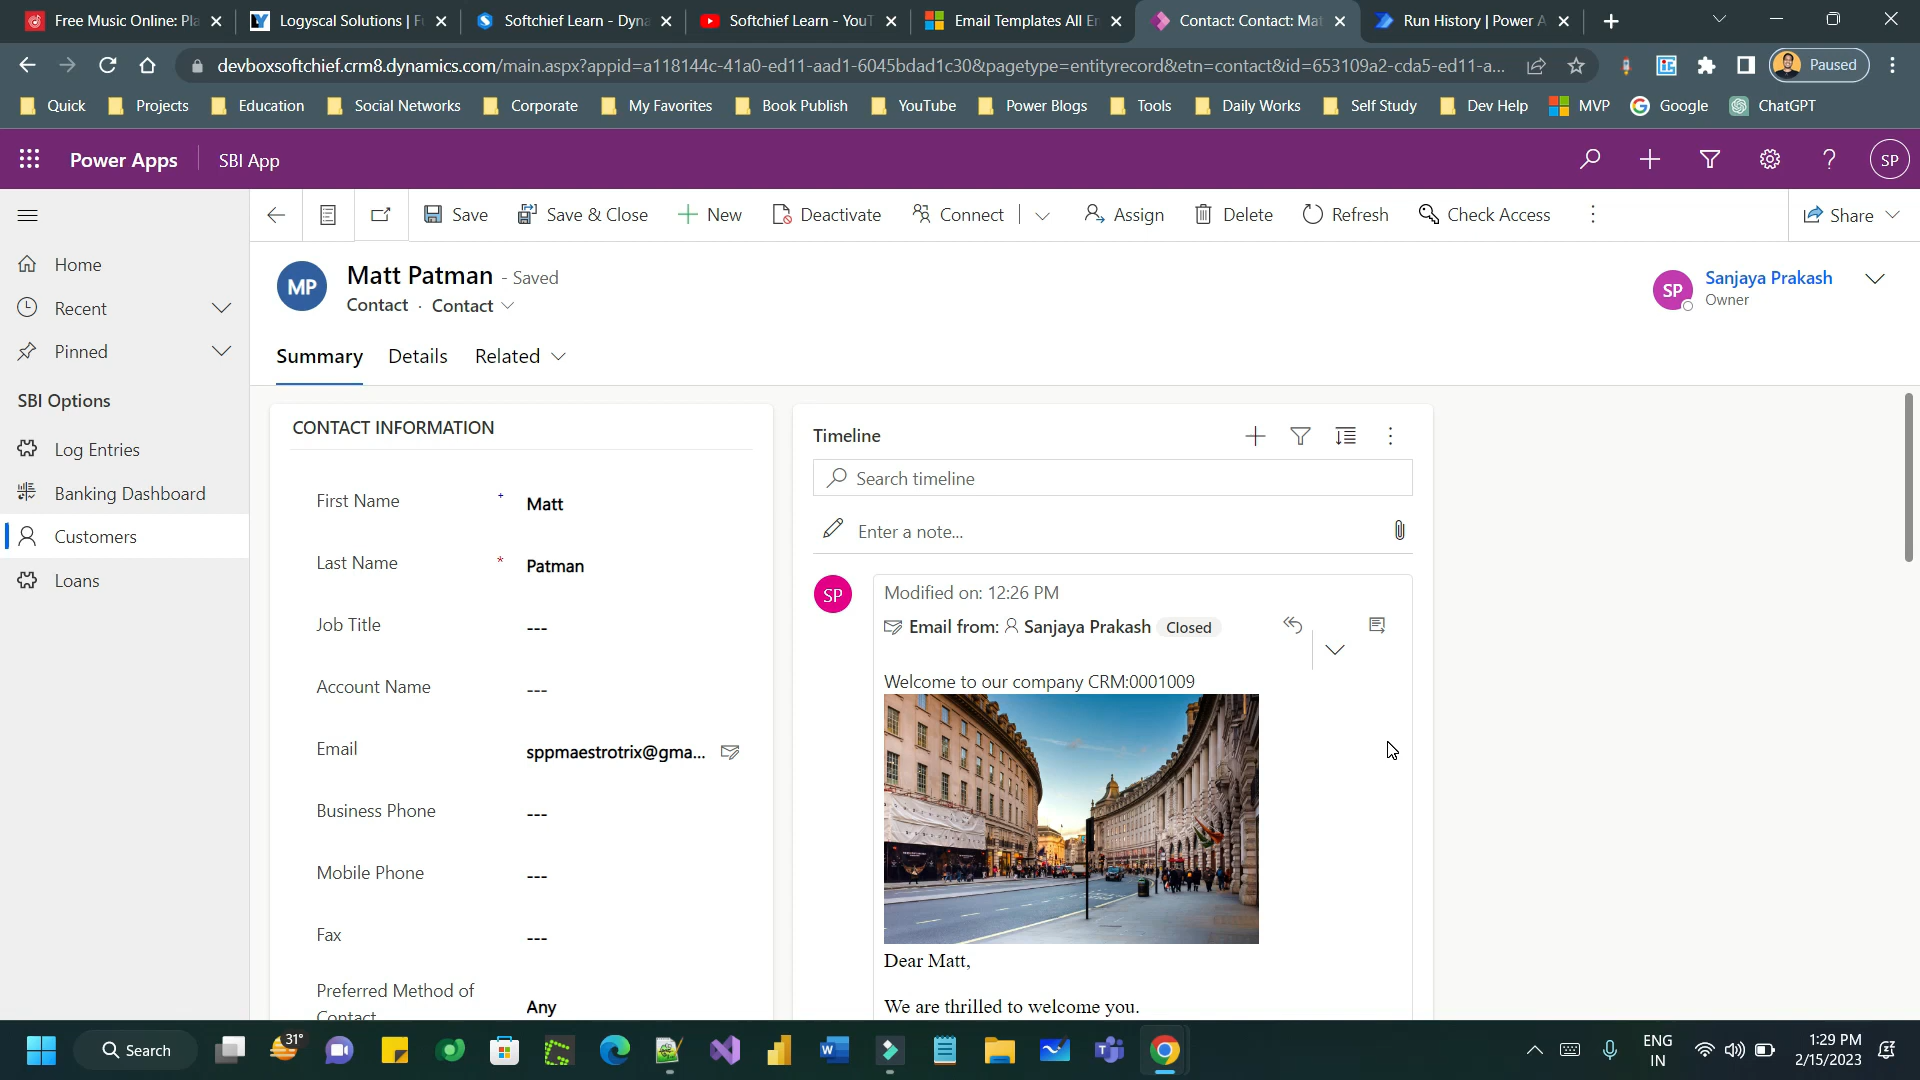 Free Music Online: Pla
Logyscal Solutions | Fu
Softchief Learn - Dyna
Softchief Learn - YouT
Email Templates All En
Contact: Contact: Mat
Run History | Power A
devboxsoftchief.crm8.dynamics.com/main.aspx?appid=a118144c-41a0-ed11-aad1-6045bdad1c30&pagetype=entityrecord&etn=contact&id=653109a2-cda5-ed11-a...
Paused
Quick
Projects
Education
Social Networks
Corporate
My Favorites
Book Publish
YouTube
Power Blogs
Tools
Daily Works
Self Study
Dev Help
MVP
Google
ChatGPT
Power Apps
SBI App
SP
Save
Save & Close
New
Deactivate
Connect
Assign
Delete
Refresh
Check Access
Share
Home
Recent
Pinned
SBI Options
Log Entries
Banking Dashboard
Customers
Loans
MP
Matt Patman - Saved
Contact · Contact
SP
Sanjaya Prakash
Owner
Summary
Details
Related
CONTACT INFORMATION
First Name + Matt
Last Name * Patman
Job Title ---
Account Name ---
Email sppmaestrotrix@gma...
Business Phone ---
Mobile Phone ---
Fax ---
Preferred Method of
Contact
Any
Timeline
Search timeline
Enter a note...
SP
Modified on: 12:26 PM
Email from: Sanjaya Prakash Closed
Welcome to our company CRM:0001009
Dear Matt,
We are thrilled to welcome you.
Search
31°
ENG
IN
1:29 PM
2/15/2023